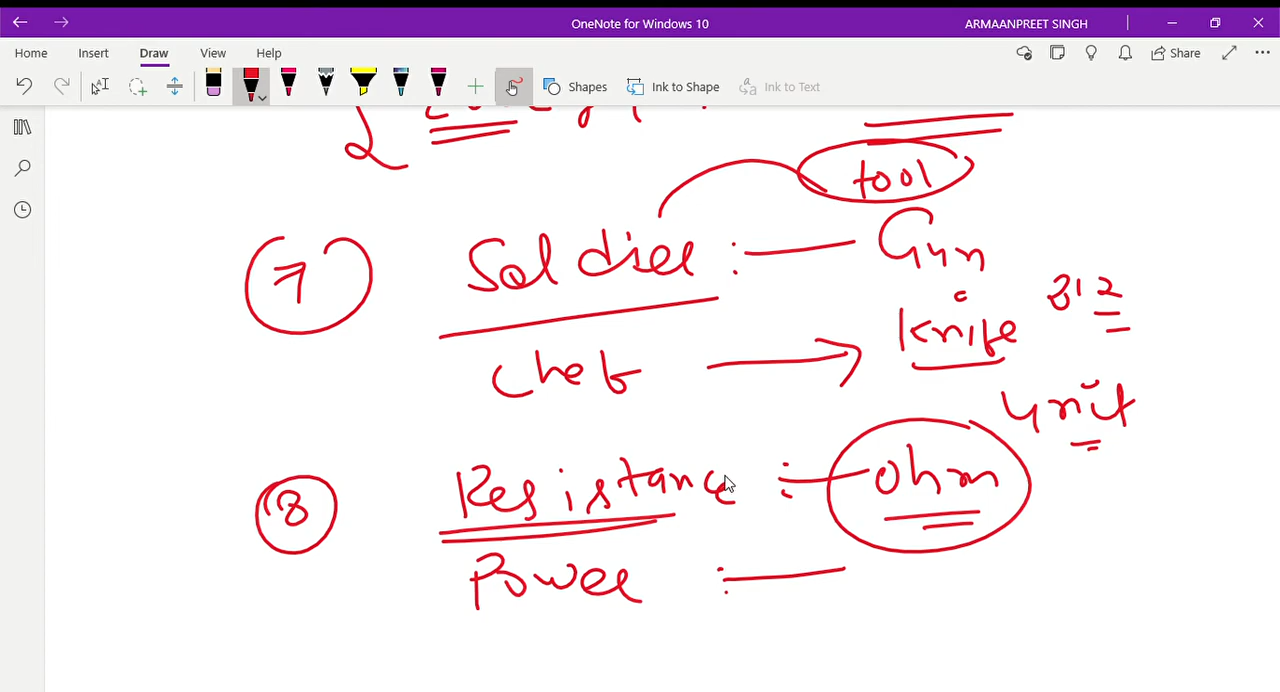 OneNote for Windows 10
ARMAANPREET SINGH
Home Insert Draw View Help
Share
Shapes Ink to Shape Ink to Text
tool
7 Soldier :— Gun
Chef → knife
312
unit
8 Resistance :— ohm
Power :—